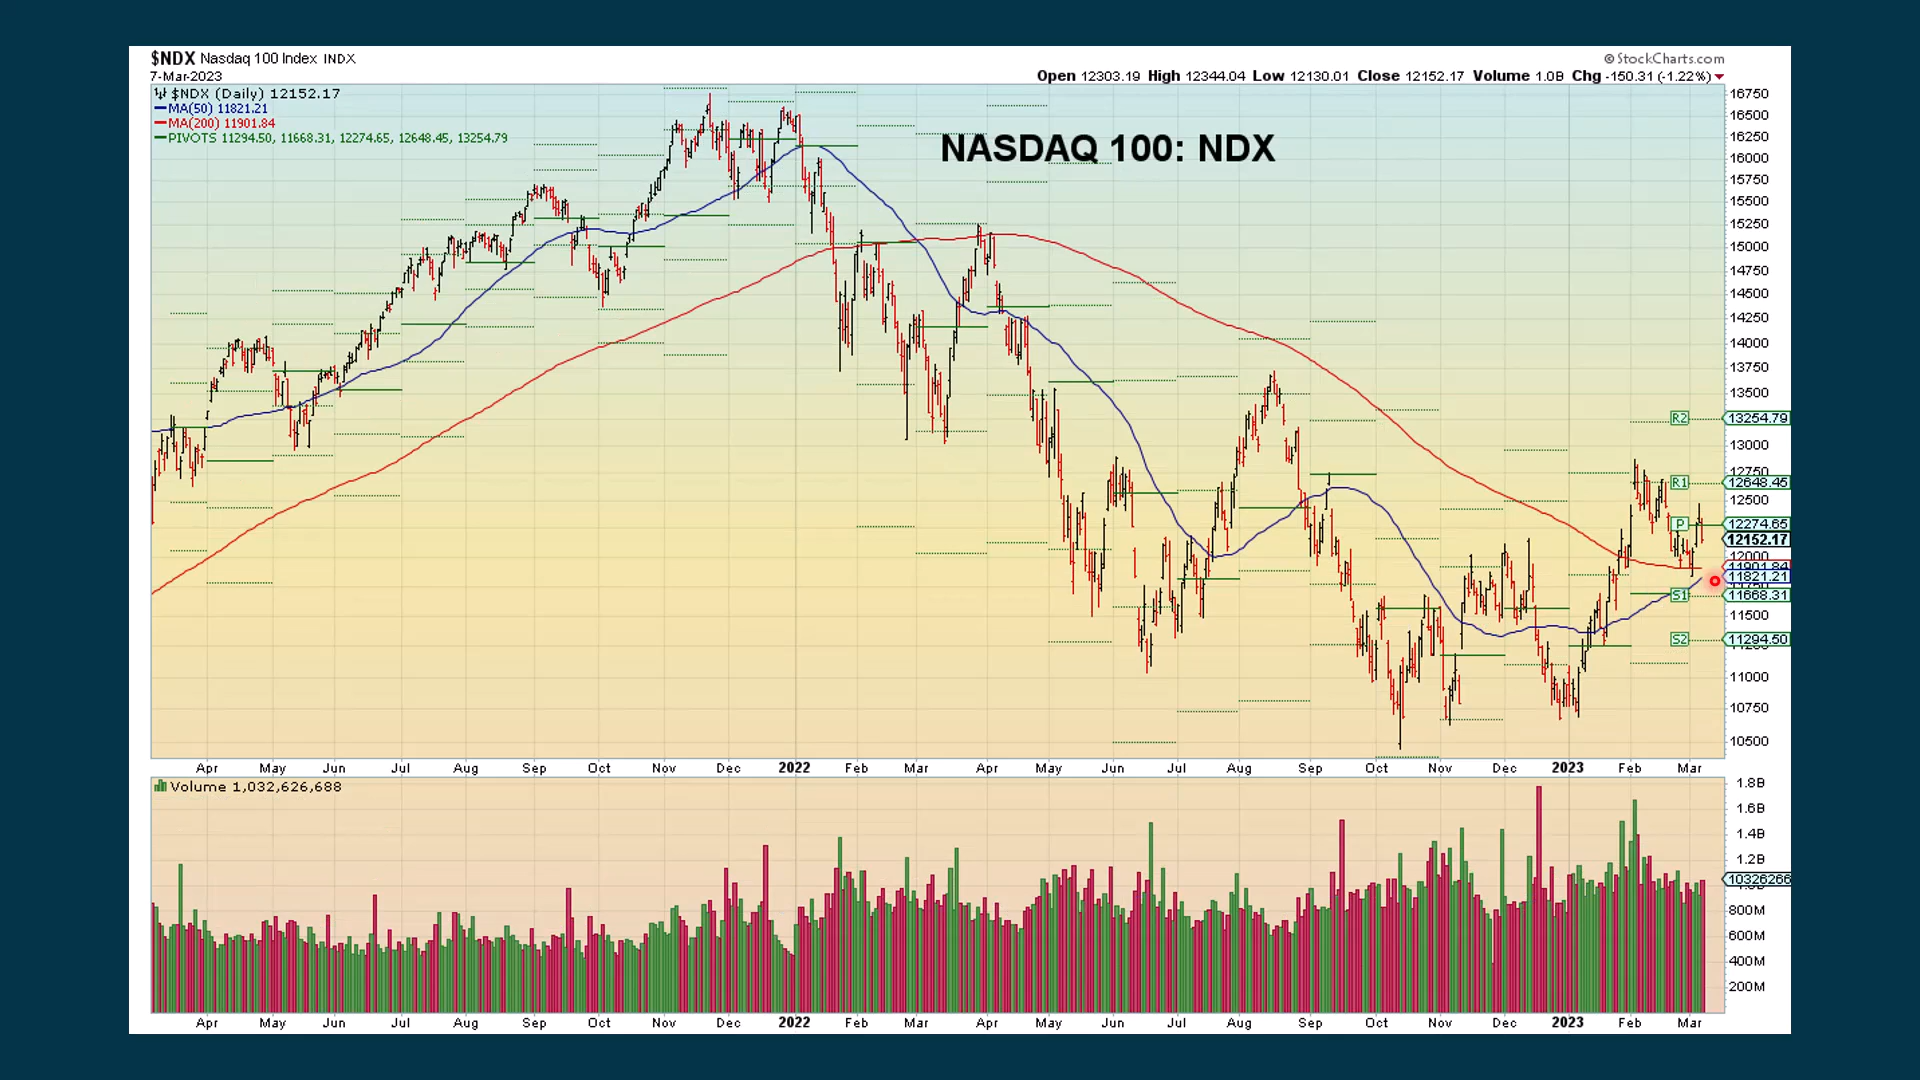 $NDX Nasdaq 100 Index INDX
© StockCharts.com
7-Mar-2023
Open 12303.19 High 12344.04 Low 12130.01 Close 12152.17 Volume 1.0B Chg -150.31 (-1.22%)
$NDX (Daily) 12152.17
MA(50) 11821.21
MA(200) 11901.84
PIVOTS 11294.50, 11668.31, 12274.65, 12648.45, 13254.79
NASDAQ 100: NDX
16750
16500
16250
16000
15750
15500
15250
15000
14750
14500
14250
14000
13750
13500
R2 13254.79
13000
12750
R1 12648.45
12500
P 12274.65
12152.17
12000
11901.84
11821.21
S1 11668.31
11500
S2 11294.50
11000
10750
10500
Apr May Jun Jul Aug Sep Oct Nov Dec 2022 Feb Mar Apr May Jun Jul Aug Sep Oct Nov Dec 2023 Feb Mar
Volume 1,032,626,688
1.8B
1.6B
1.4B
1.2B
10326266
800M
600M
400M
200M
Apr May Jun Jul Aug Sep Oct Nov Dec 2022 Feb Mar Apr May Jun Jul Aug Sep Oct Nov Dec 2023 Feb Mar